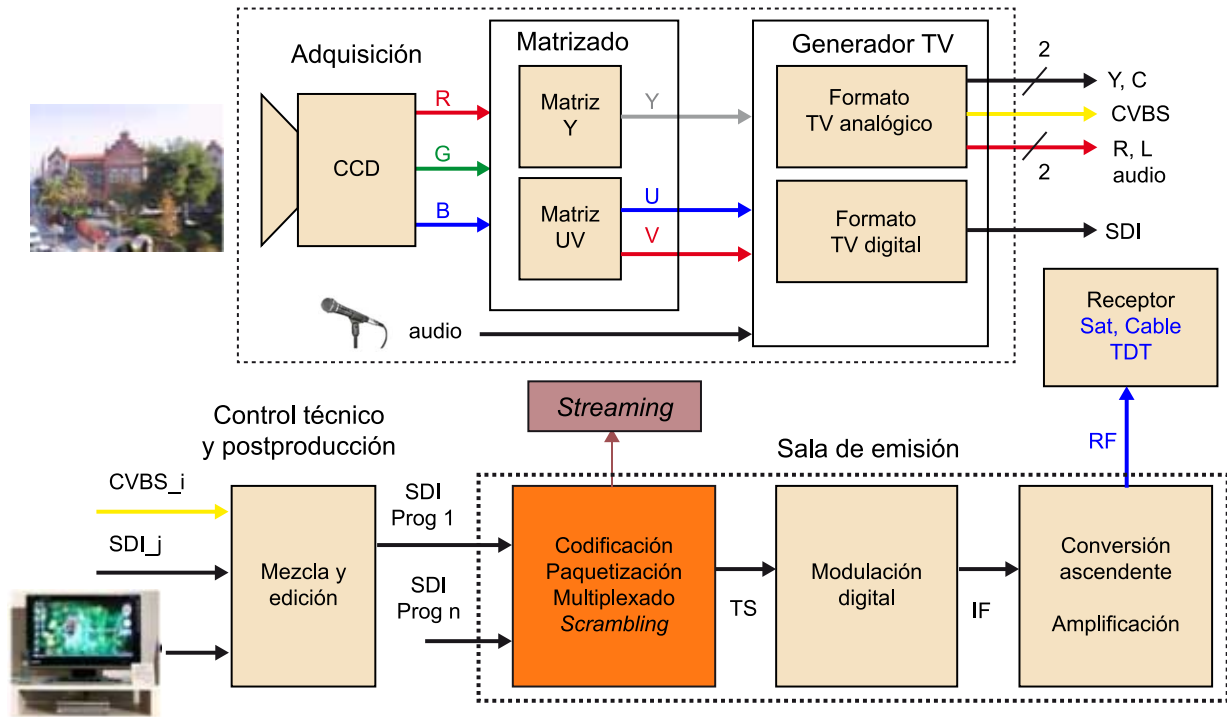 Adquisición
Matrizado
Generador TV
R
G
B
CCD
Matriz
Y
Matriz
UV
Y
U
V
Formato
TV analógico
Formato
TV digital
2
Y, C
CVBS
R, L
audio
2
SDI
audio
Receptor
Sat, Cable
TDT
RF
Streaming
Control técnico
y postproducción
Sala de emisión
CVBS_i
SDI_j
Mezcla y
edición
SDI
Prog 1
SDI
Prog n
Codificación
Paquetización
Multiplexado
Scrambling
TS
Modulación
digital
IF
Conversión
ascendente
Amplificación